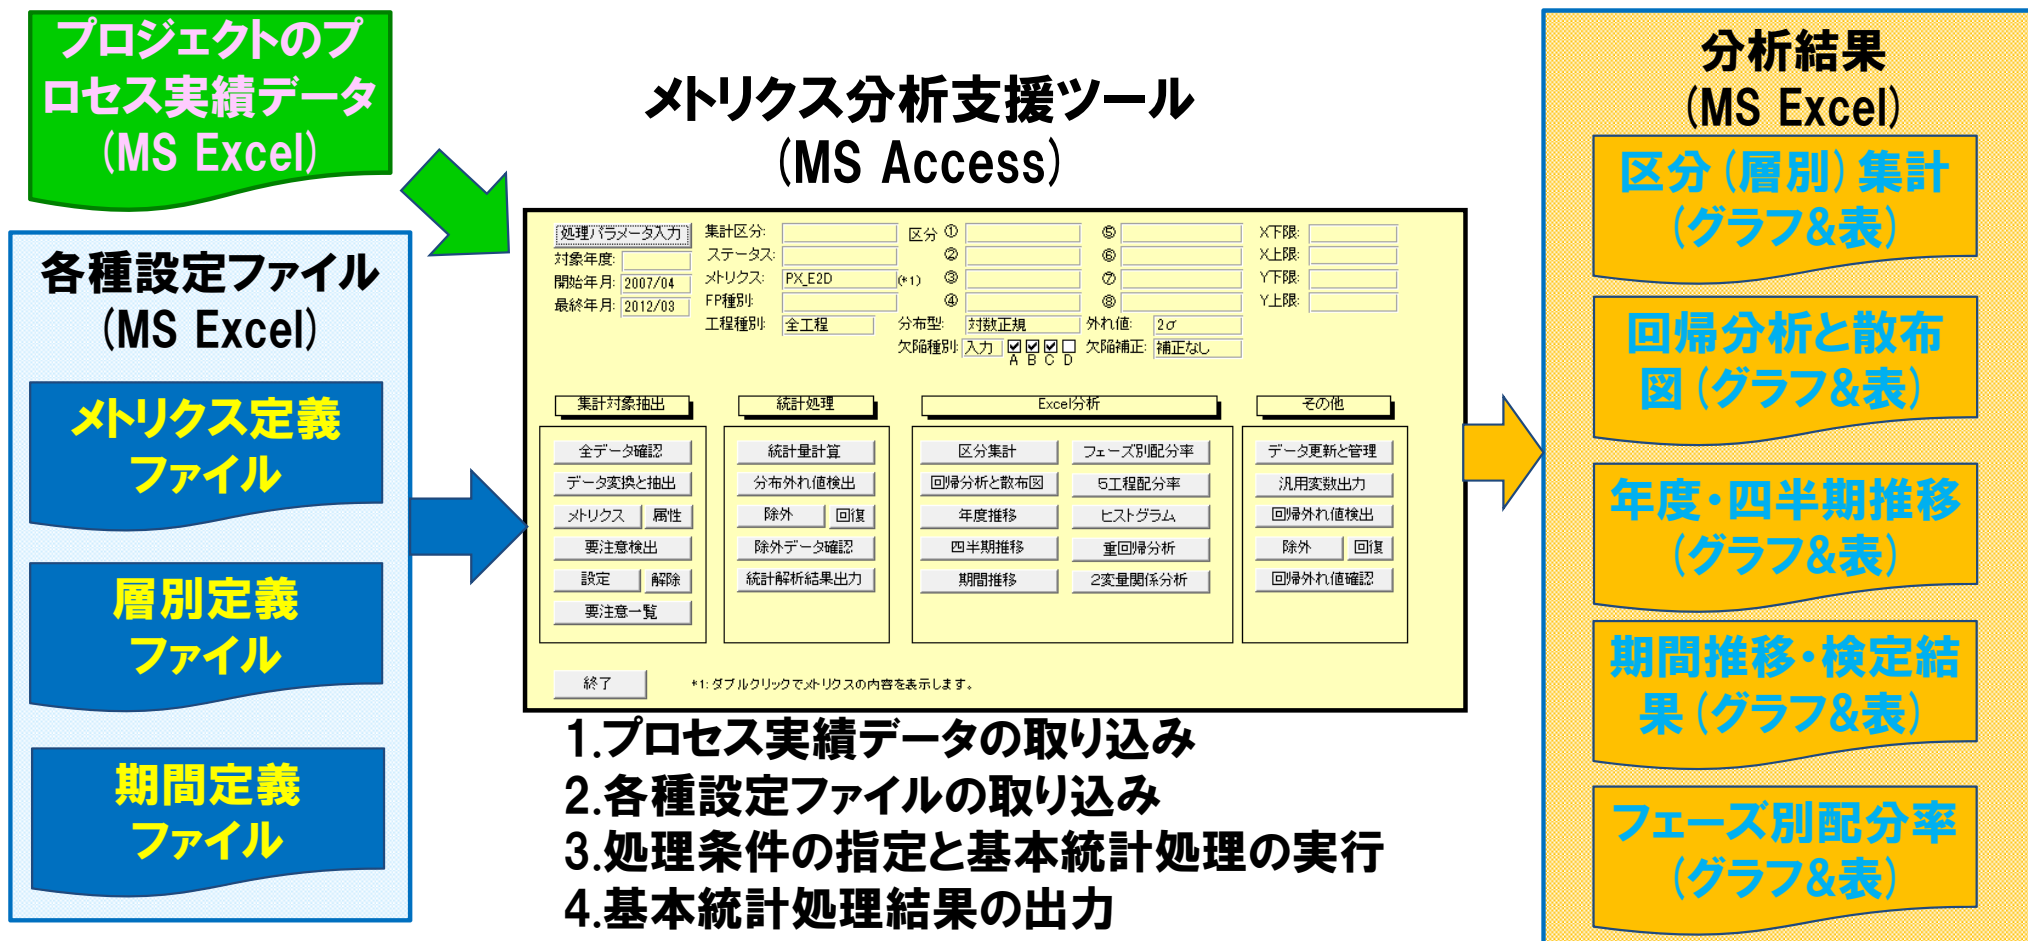 プロジェクトのプ
ロセス実績データ
(MS Excel)
各種設定ファイル
(MS Excel)
メトリクス定義
ファイル
層別定義
ファイル
期間定義
ファイル
メトリクス分析支援ツール
(MS Access)
処理パラメータ入力
対象年度:
開始年月: 2007/04
最終年月: 2012/03
集計区分:
ステータス:
メトリクス: PX_E2D (*1)
FP種別:
工程種別: 全工程
区分 ① ⑤
② ⑥
③ ⑦
④ ⑧
分布型: 対数正規 外れ値: 2σ
欠陥種別: 入力 A B C D 欠陥補正: 補正なし
X下限:
X上限:
Y下限:
Y上限:
集計対象抽出
全データ確認
データ変換と抽出
メトリクス 属性
要注意検出
設定 解除
要注意一覧
統計処理
統計量計算
分布外れ値検出
除外 回復
除外データ確認
統計解析結果出力
Excel分析
区分集計 フェーズ別配分率
回帰分析と散布図 5工程配分率
年度推移 ヒストグラム
四半期推移 重回帰分析
期間推移 2変量関係分析
その他
データ更新と管理
汎用変数出力
回帰外れ値検出
除外 回復
回帰外れ値確認
終了
*1:ダブルクリックでメトリクスの内容を表示します。
1.プロセス実績データの取り込み
2.各種設定ファイルの取り込み
3.処理条件の指定と基本統計処理の実行
4.基本統計処理結果の出力
分析結果
(MS Excel)
区分(層別)集計
(グラフ&表)
回帰分析と散布
図(グラフ&表)
年度・四半期推移
(グラフ&表)
期間推移・検定結
果(グラフ&表)
フェーズ別配分率
(グラフ&表)